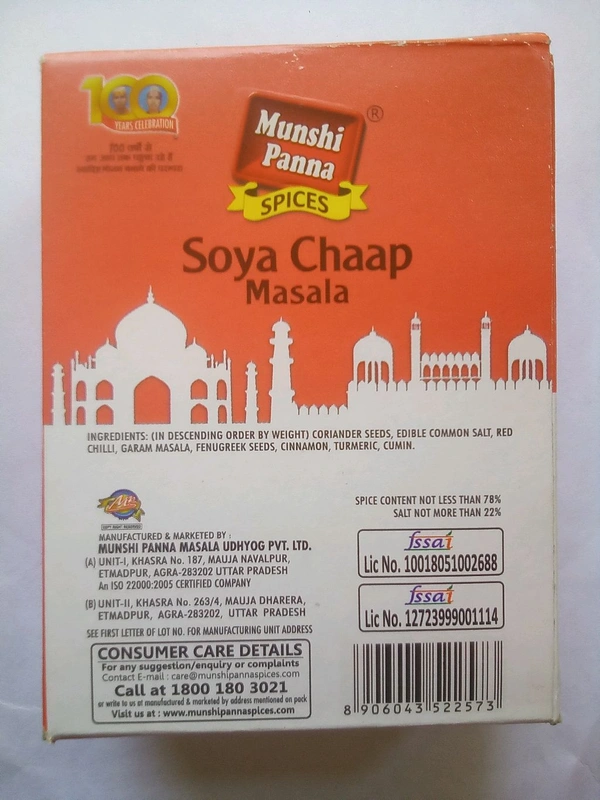 100
YEARS CELEBRATION
100 वर्षों से
Munshi
Panna
®
SPICES
Soya Chaap
Masala
INGREDIENTS: (IN DESCENDING ORDER BY WEIGHT) CORIANDER SEEDS, EDIBLE COMMON SALT, RED
CHILLI, GARAM MASALA, FENUGREEK SEEDS, CINNAMON, TURMERIC, CUMIN.
SPICE CONTENT NOT LESS THAN 78%
SALT NOT MORE THAN 22%
MANUFACTURED & MARKETED BY :
MUNSHI PANNA MASALA UDHYOG PVT. LTD.
(A) UNIT-I, KHASRA No. 187, MAUJA NAVALPUR,
ETMADPUR, AGRA-283202 UTTAR PRADESH
An ISO 22000:2005 CERTIFIED COMPANY
(B) UNIT-II, KHASRA No. 263/4, MAUJA DHARERA,
ETMADPUR, AGRA-283202, UTTAR PRADESH
SEE FIRST LETTER OF LOT NO. FOR MANUFACTURING UNIT ADDRESS
fssai
Lic No. 10018051002688
fssai
Lic No. 12723999001114
CONSUMER CARE DETAILS
For any suggestion/enquiry or complaints
Contact E-mail : care@munshipannaspices.com
Call at 1800 180 3021
or write to us at manufactured & marketed by address mentioned on pack
Visit us at : www.munshipannaspices.com
8 906043 522573